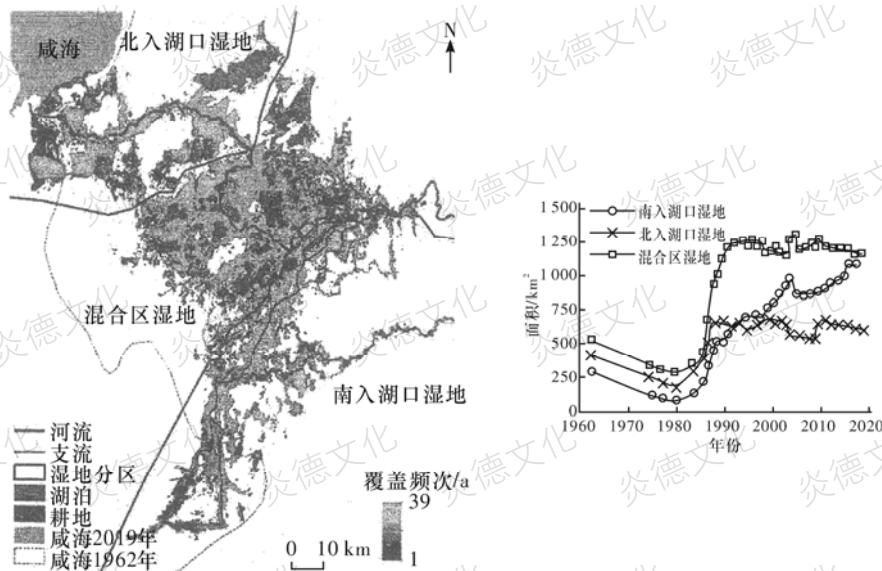 咸海
北入湖口湿地
N
混合区湿地
南入湖口湿地
河流
支流
湿地分区
湖泊
耕地
咸海2019年
咸海1962年
0 10 km
覆盖频次/a
39
1
1 500
1 250
1 000
750
500
250
0
面积/km²
南入湖口湿地
北入湖口湿地
混合区湿地
1960 1970 1980 1990 2000 2010 2020
年份
炎德文化